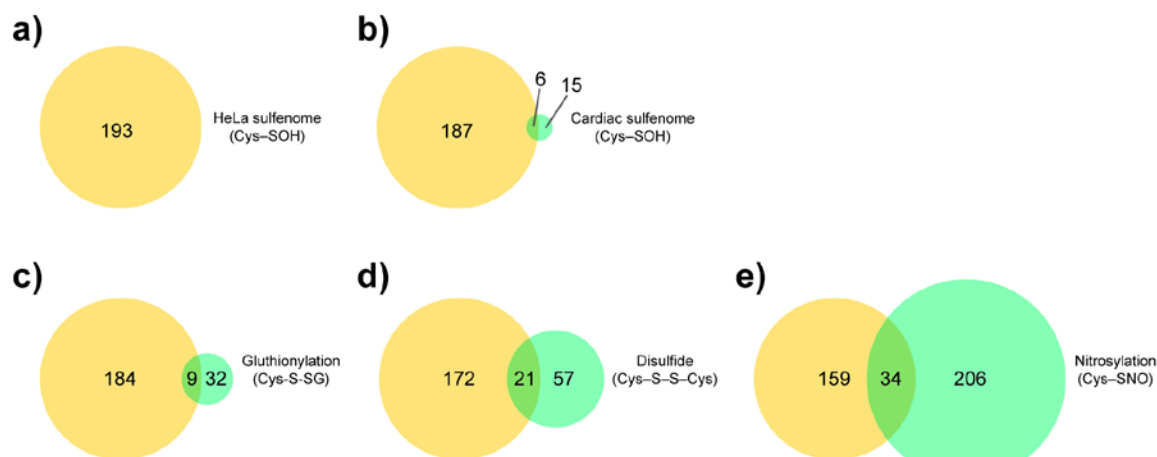 a)
193
HeLa sulfenome
(Cys–SOH)
b)
187
6
15
Cardiac sulfenome
(Cys–SOH)
c)
184
9
32
Gluthionylation
(Cys-S-SG)
d)
172
21
57
Disulfide
(Cys–S–S–Cys)
e)
159
34
206
Nitrosylation
(Cys–SNO)